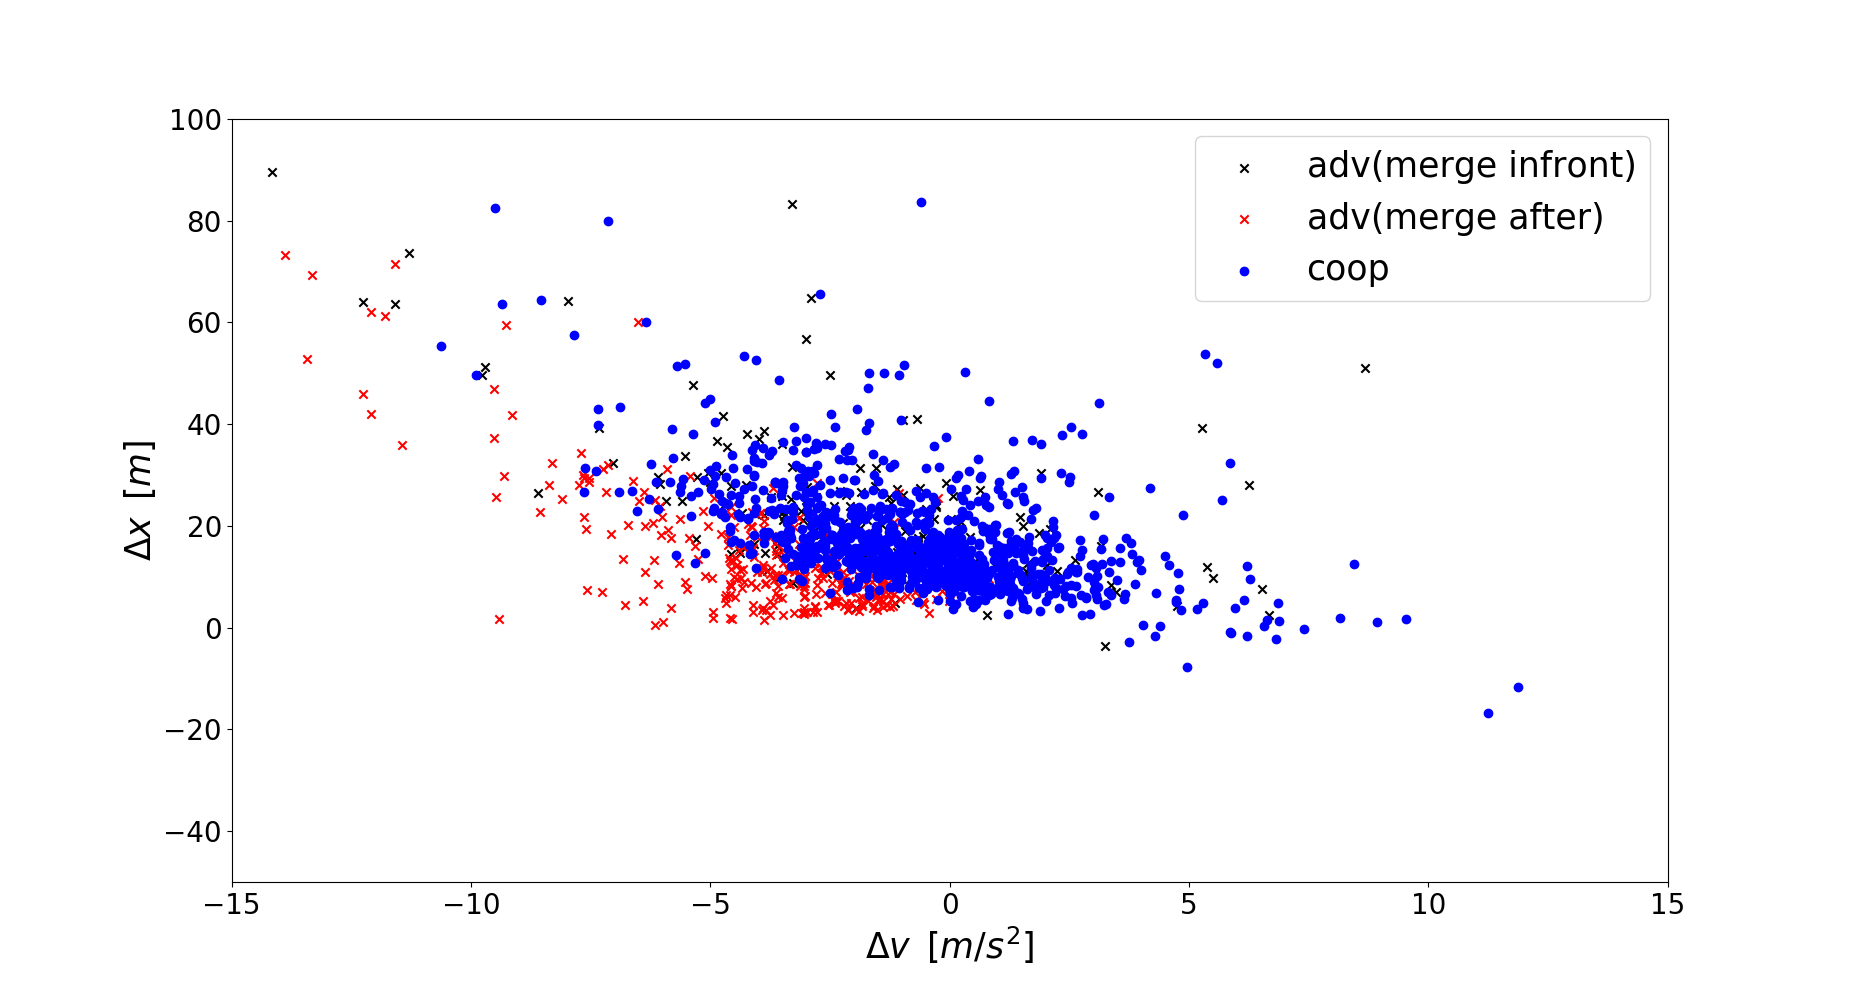 100
80
60
40
20
0
−20
−40
Δx [m]
adv(merge infront)
adv(merge after)
coop
−15 −10 −5 0 5 10 15
Δv [m/s²]